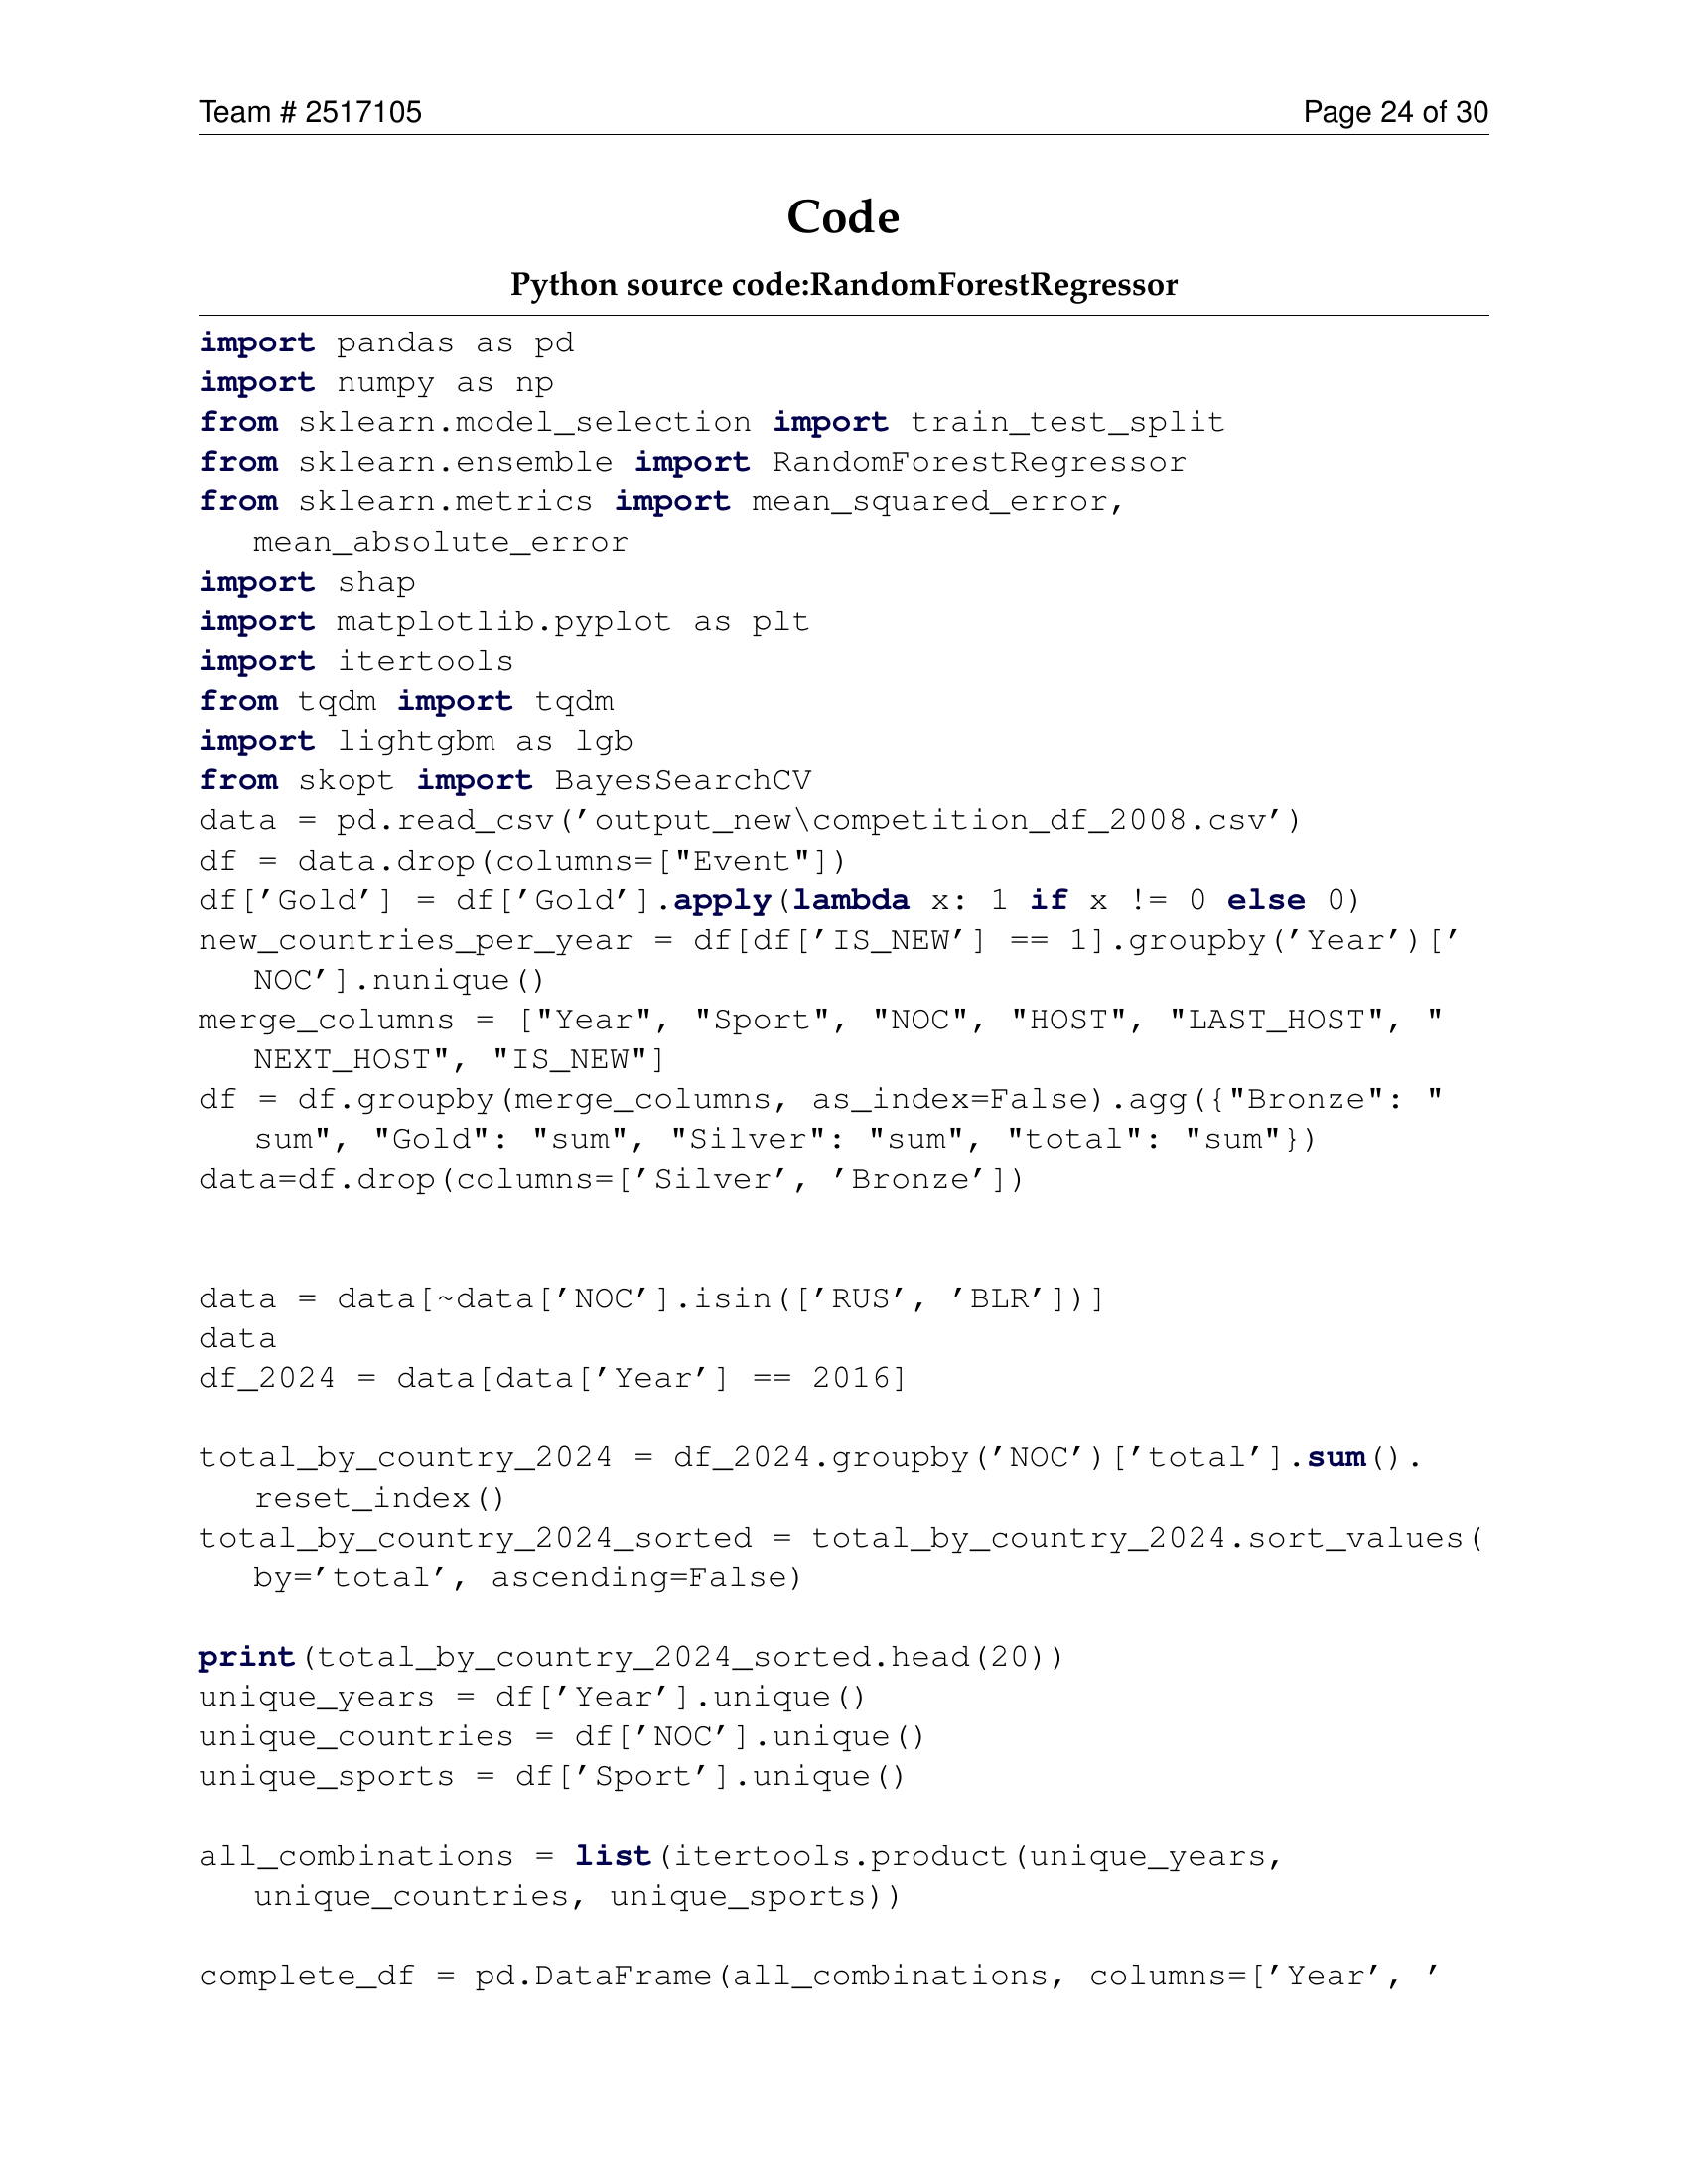 Team # 2517105
Page 24 of 30
Code
Python source code:RandomForestRegressor
import pandas as pd
import numpy as np
from sklearn.model_selection import train_test_split
from sklearn.ensemble import RandomForestRegressor
from sklearn.metrics import mean_squared_error,
mean_absolute_error
import shap
import matplotlib.pyplot as plt
import itertools
from tqdm import tqdm
import lightgbm as lgb
from skopt import BayesSearchCV
data = pd.read_csv('output_new\competition_df_2008.csv')
df = data.drop(columns=["Event"])
df['Gold'] = df['Gold'].apply(lambda x: 1 if x != 0 else 0)
new_countries_per_year = df[df['IS_NEW'] == 1].groupby('Year')['
NOC'].nunique()
merge_columns = ["Year", "Sport", "NOC", "HOST", "LAST_HOST", "
NEXT_HOST", "IS_NEW"]
df = df.groupby(merge_columns, as_index=False).agg({"Bronze": "
sum", "Gold": "sum", "Silver": "sum", "total": "sum"})
data=df.drop(columns=['Silver', 'Bronze'])
data = data[~data['NOC'].isin(['RUS', 'BLR'])]
data
df_2024 = data[data['Year'] == 2016]
total_by_country_2024 = df_2024.groupby('NOC')['total'].sum().
reset_index()
total_by_country_2024_sorted = total_by_country_2024.sort_values(
by='total', ascending=False)
print(total_by_country_2024_sorted.head(20))
unique_years = df['Year'].unique()
unique_countries = df['NOC'].unique()
unique_sports = df['Sport'].unique()
all_combinations = list(itertools.product(unique_years,
unique_countries, unique_sports))
complete_df = pd.DataFrame(all_combinations, columns=['Year', '